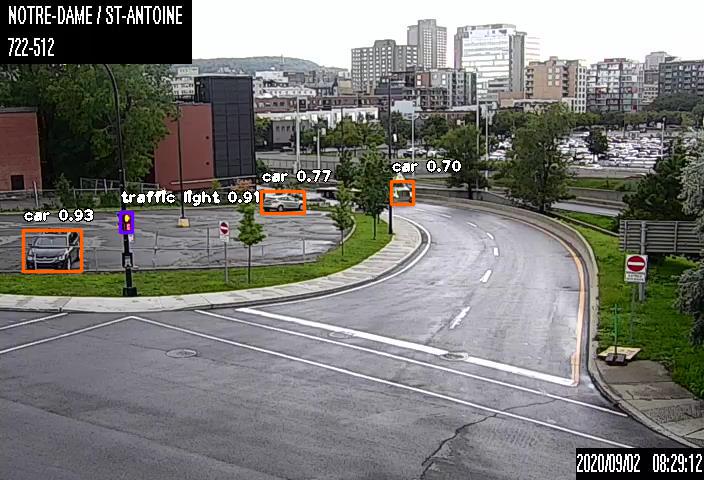 NOTRE-DAME / ST-ANTOINE
722-512
car 0.70
car 0.77
traffic light 0.91
car 0.93
2020/09/02 08:29:12